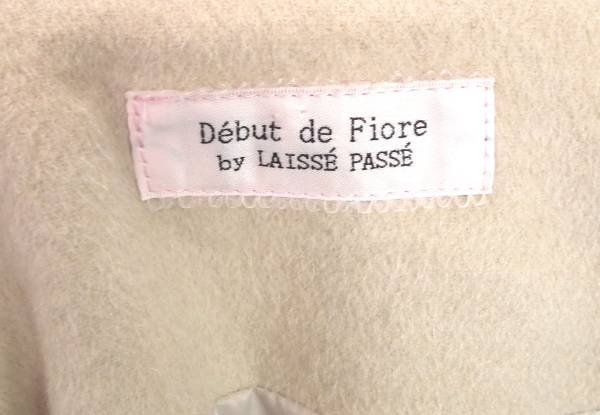 Début de Fiore
by LAISSÉ PASSÉ